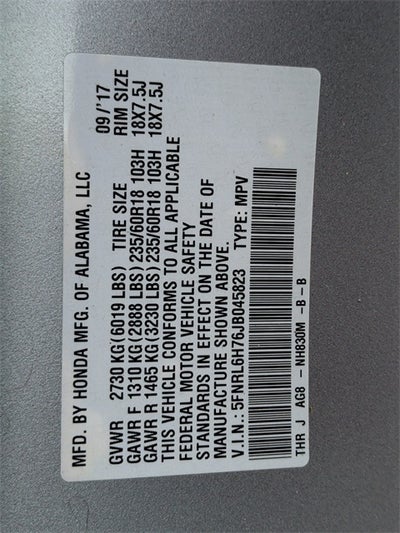 MFD. BY HONDA MFG. OF ALABAMA, LLC 09/'17
GVWR 2730 KG(6019 LBS) TIRE SIZE RIM SIZE
GAWR F 1310 KG(2888 LBS) 235/60R18 103H 18X7.5J
GAWR R 1465 KG(3230 LBS) 235/60R18 103H 18X7.5J
THIS VEHICLE CONFORMS TO ALL APPLICABLE
FEDERAL MOTOR VEHICLE SAFETY
STANDARDS IN EFFECT ON THE DATE OF
MANUFACTURE SHOWN ABOVE.
V.I.N.: 5FNRL6H76JB045823 TYPE: MPV
THR J AG8 - NH830M -B-B